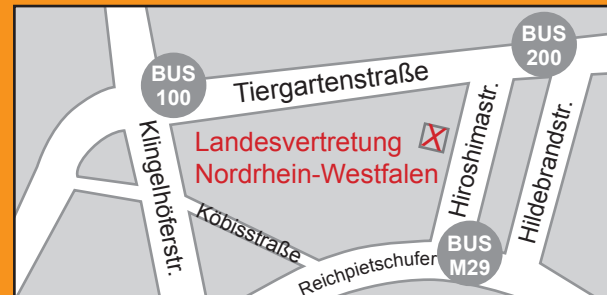 BUS
200
BUS
100
Tiergartenstraße
Landesvertretung
Nordrhein-Westfalen
X
Klingelhöferstr.
Köbisstraße
Hiroshimastr.
Hildebrandstr.
Reichpietschufer
BUS
M29